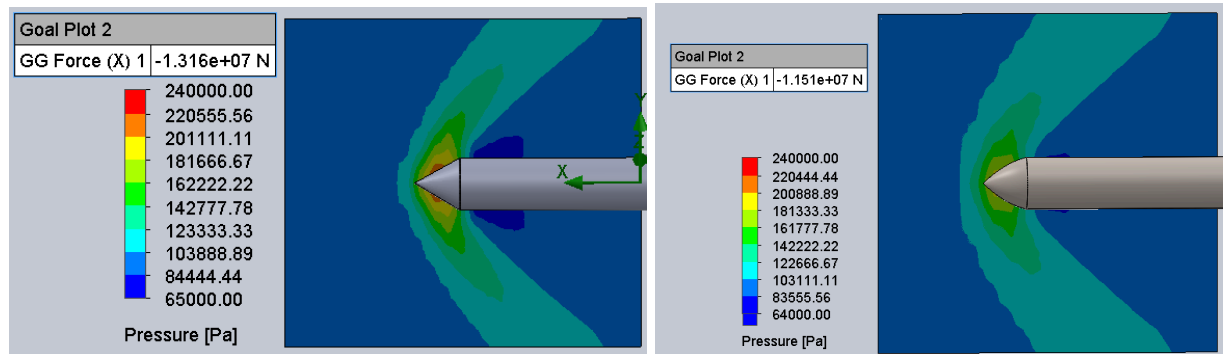 Goal Plot 2
GG Force (X) 1 -1.316e+07 N
240000.00
220555.56
201111.11
181666.67
162222.22
142777.78
123333.33
103888.89
84444.44
65000.00
Pressure [Pa]
Y
X
Goal Plot 2
GG Force (X) 1 -1.151e+07 N
240000.00
220444.44
200888.89
181333.33
161777.78
142222.22
122666.67
103111.11
83555.56
64000.00
Pressure [Pa]